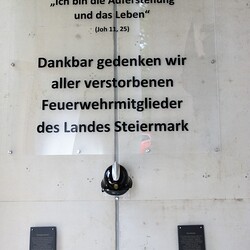 „Ich bin die Auferstehung
und das Leben“
(Joh 11, 25)
Dankbar gedenken wir
aller verstorbenen
Feuerwehrmitglieder
des Landes Steiermark